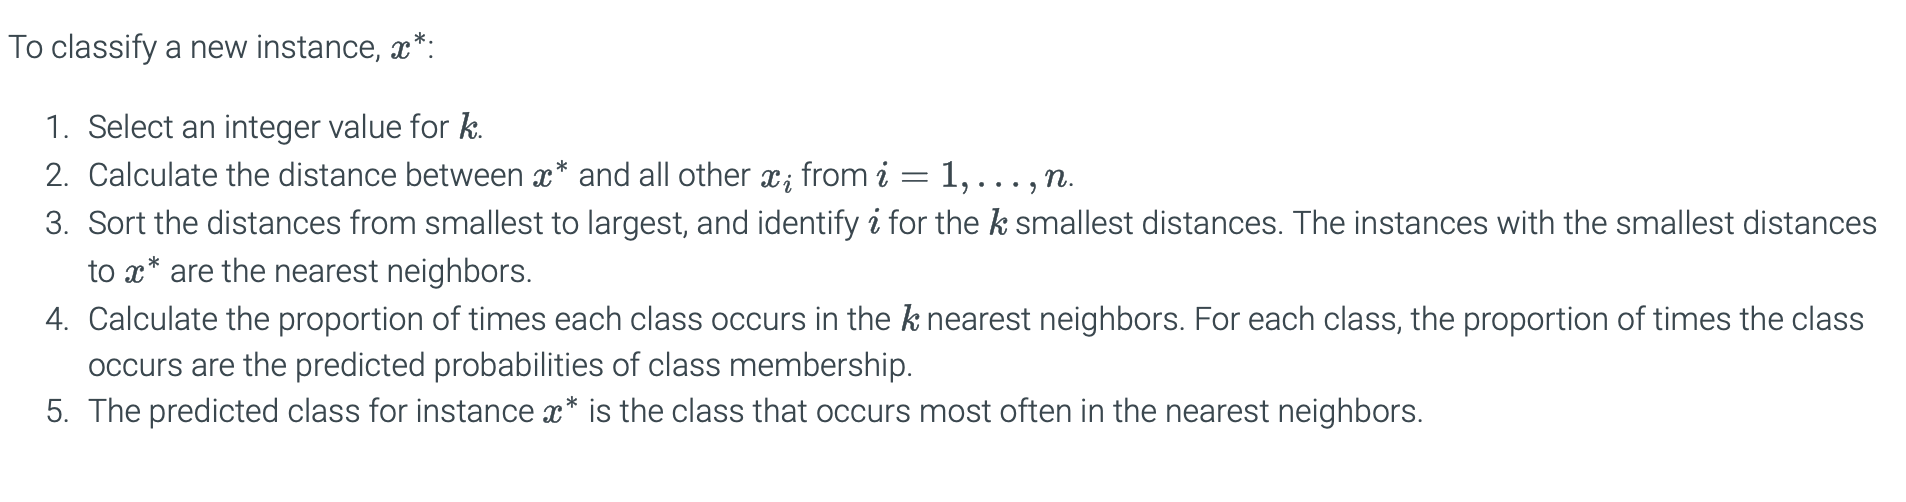 To classify a new instance, x*:
1. Select an integer value for k.
2. Calculate the distance between x* and all other xᵢ from i = 1, . . . , n.
3. Sort the distances from smallest to largest, and identify i for the k smallest distances. The instances with the smallest distances
to x* are the nearest neighbors.
4. Calculate the proportion of times each class occurs in the k nearest neighbors. For each class, the proportion of times the class
occurs are the predicted probabilities of class membership.
5. The predicted class for instance x* is the class that occurs most often in the nearest neighbors.